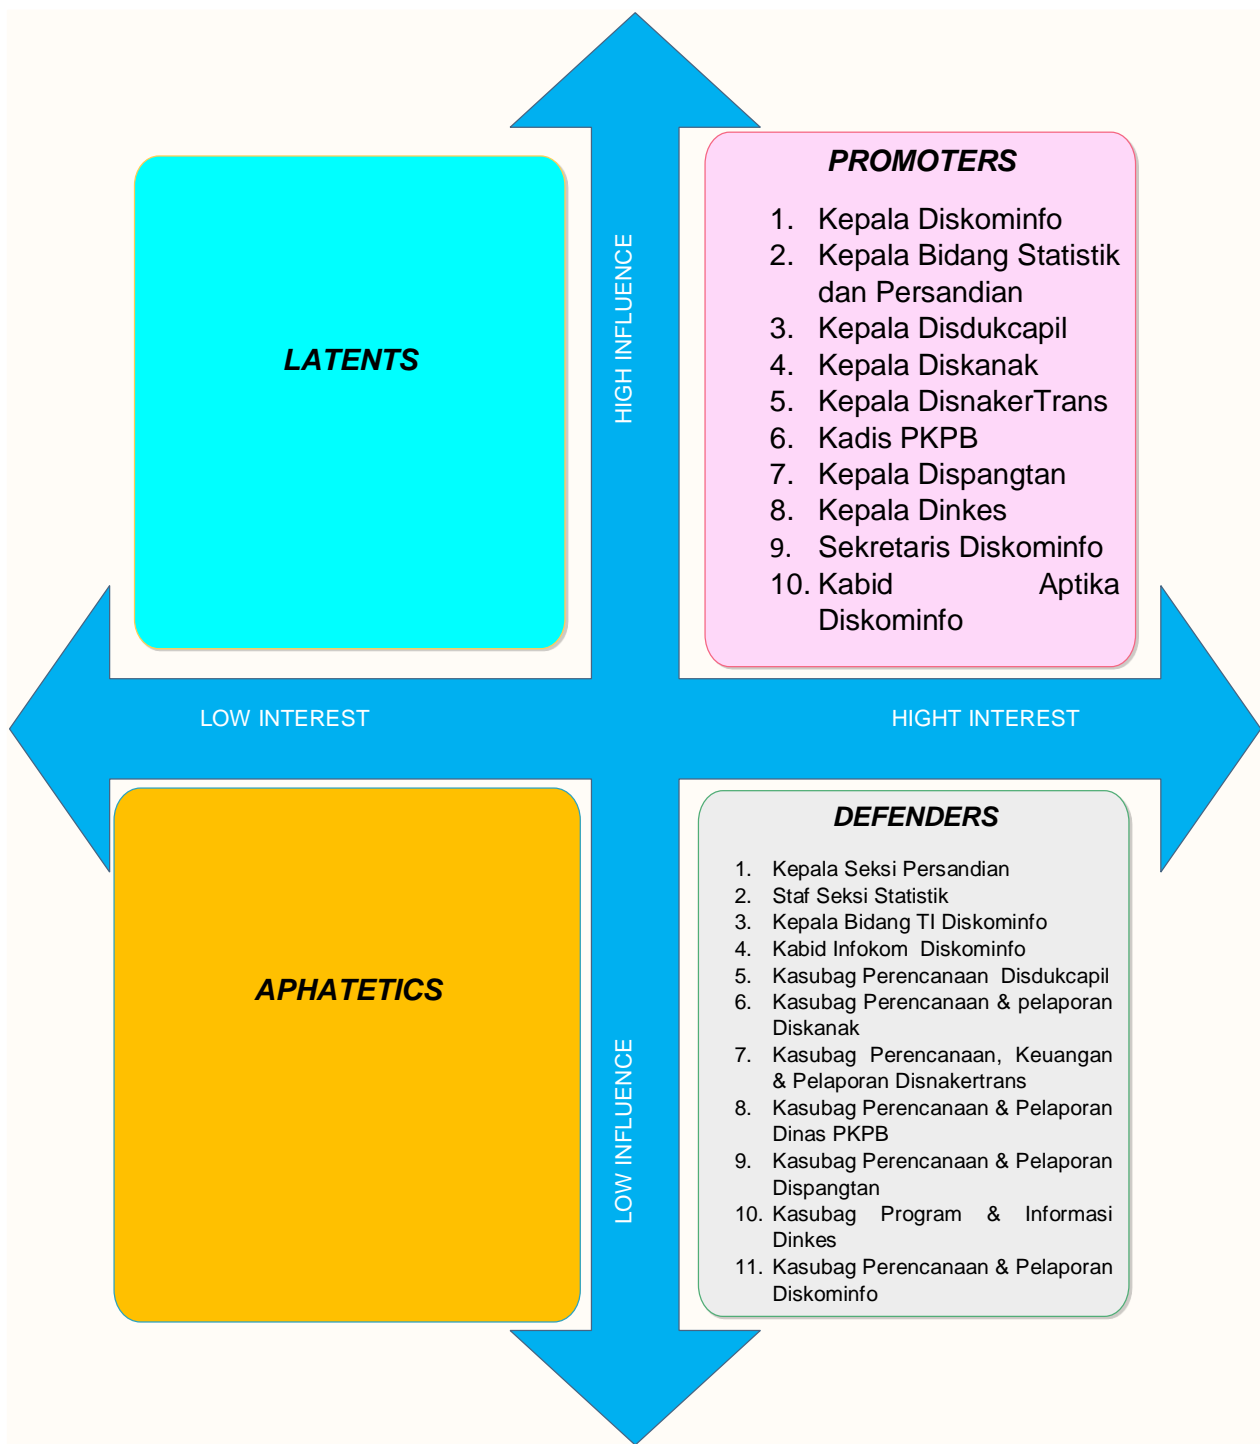 LATENTS
HIGH INFLUENCE
PROMOTERS
1. Kepala Diskominfo
2. Kepala Bidang Statistik
dan Persandian
3. Kepala Disdukcapil
4. Kepala Diskanak
5. Kepala DisnakerTrans
6. Kadis PKPB
7. Kepala Dispangtan
8. Kepala Dinkes
9. Sekretaris Diskominfo
10. Kabid Aptika
Diskominfo
LOW INTEREST
HIGHT INTEREST
APHATETICS
LOW INFLUENCE
DEFENDERS
1. Kepala Seksi Persandian
2. Staf Seksi Statistik
3. Kepala Bidang TI Diskominfo
4. Kabid Infokom Diskominfo
5. Kasubag Perencanaan Disdukcapil
6. Kasubag Perencanaan & pelaporan
Diskanak
7. Kasubag Perencanaan, Keuangan
& Pelaporan Disnakertrans
8. Kasubag Perencanaan & Pelaporan
Dinas PKPB
9. Kasubag Perencanaan & Pelaporan
Dispangtan
10. Kasubag Program & Informasi
Dinkes
11. Kasubag Perencanaan & Pelaporan
Diskominfo